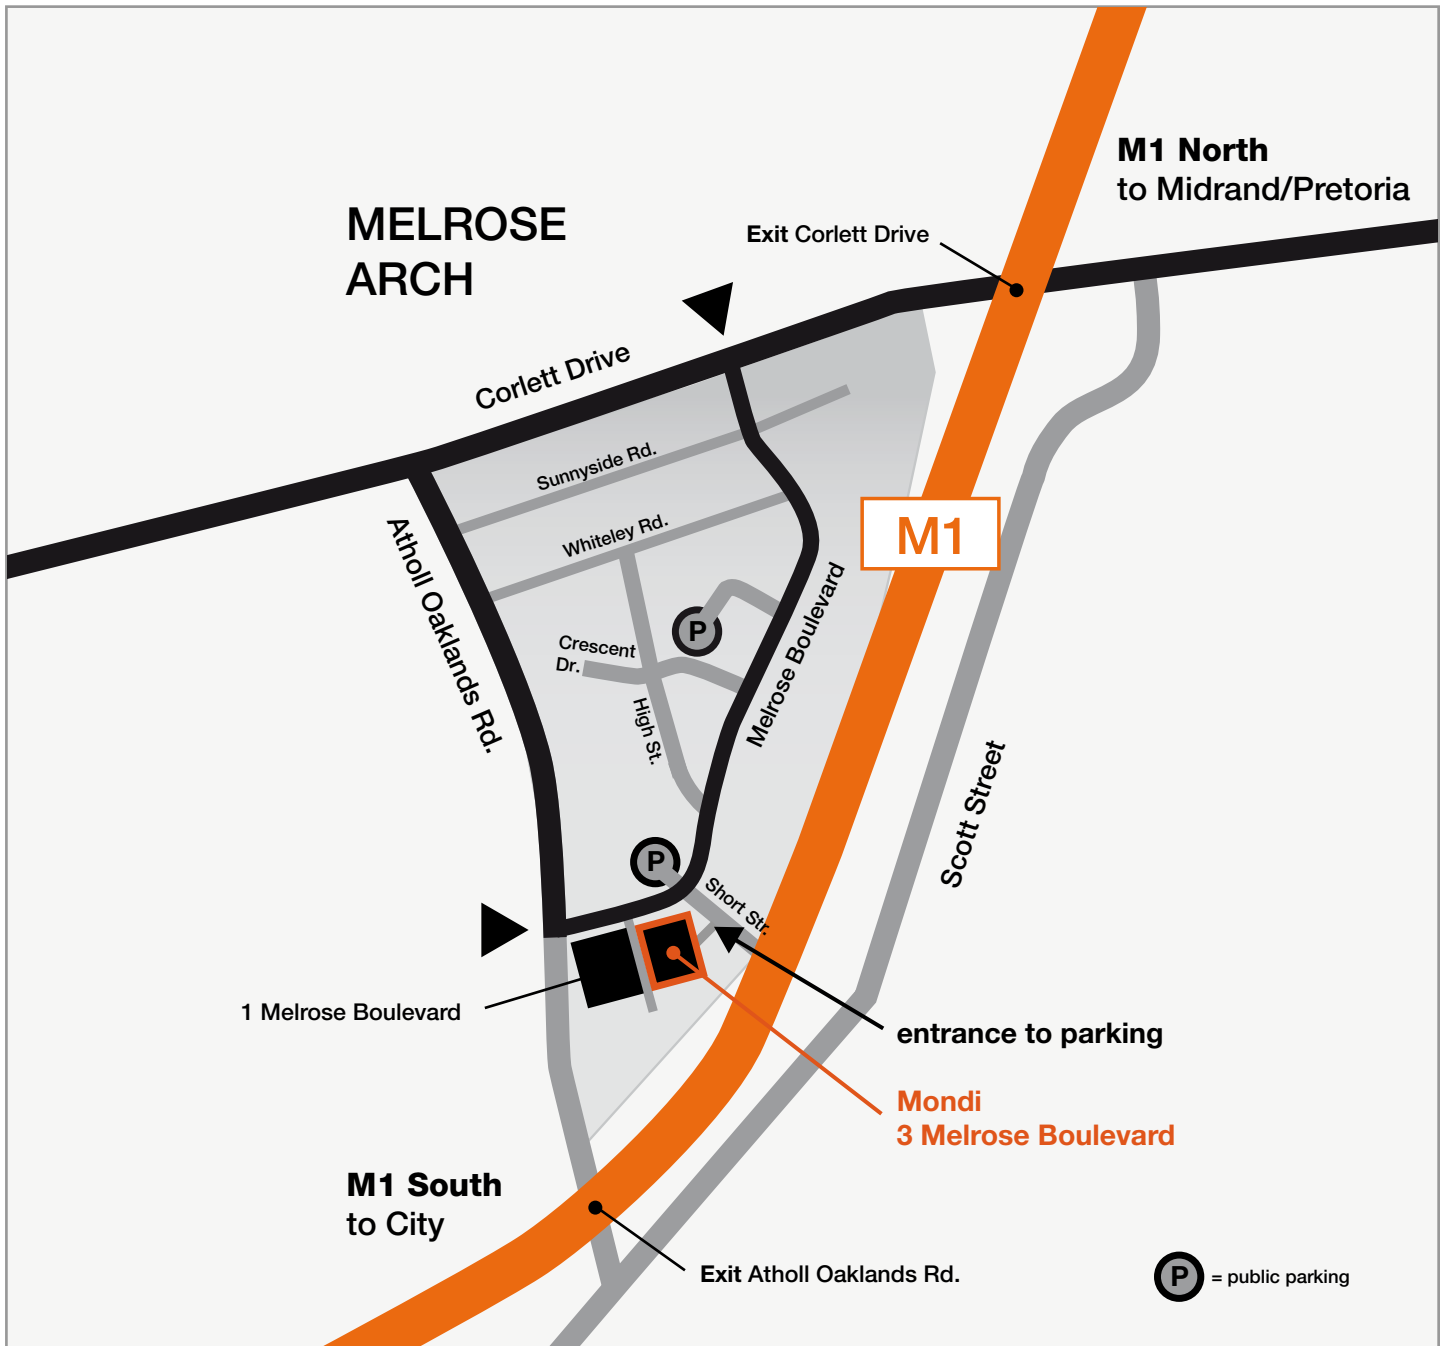 M1 North
to Midrand/Pretoria
MELROSE
ARCH
Exit Corlett Drive
Corlett Drive
Sunnyside Rd.
Whiteley Rd.
M1
Atholl Oaklands Rd.
Melrose Boulevard
P
Crescent
Dr.
High St.
Scott Street
P
Short Str.
1 Melrose Boulevard
entrance to parking
Mondi
3 Melrose Boulevard
M1 South
to City
Exit Atholl Oaklands Rd.
P = public parking